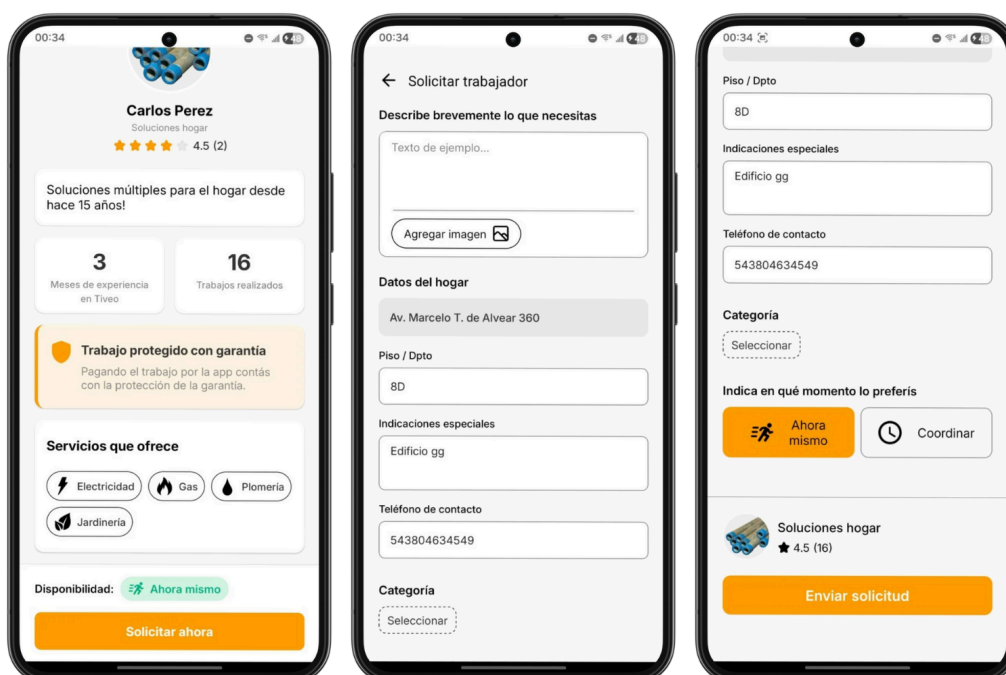 00:34
Carlos Perez
Soluciones hogar
4.5 (2)
Soluciones múltiples para el hogar desde
hace 15 años!
3
Meses de experiencia
en Tiveo
16
Trabajos realizados
Trabajo protegido con garantía
Pagando el trabajo por la app contás
con la protección de la garantía.
Servicios que ofrece
Electricidad
Gas
Plomería
Jardinería
Disponibilidad:
Ahora mismo
Solicitar ahora
00:34
Solicitar trabajador
Describe brevemente lo que necesitas
Texto de ejemplo...
Agregar imagen
Datos del hogar
Av. Marcelo T. de Alvear 360
Piso / Dpto
8D
Indicaciones especiales
Edificio gg
Teléfono de contacto
543804634549
Categoría
Seleccionar
00:34
Piso / Dpto
8D
Indicaciones especiales
Edificio gg
Teléfono de contacto
543804634549
Categoría
Seleccionar
Indica en qué momento lo preferís
Ahora
mismo
Coordinar
Soluciones hogar
4.5 (16)
Enviar solicitud